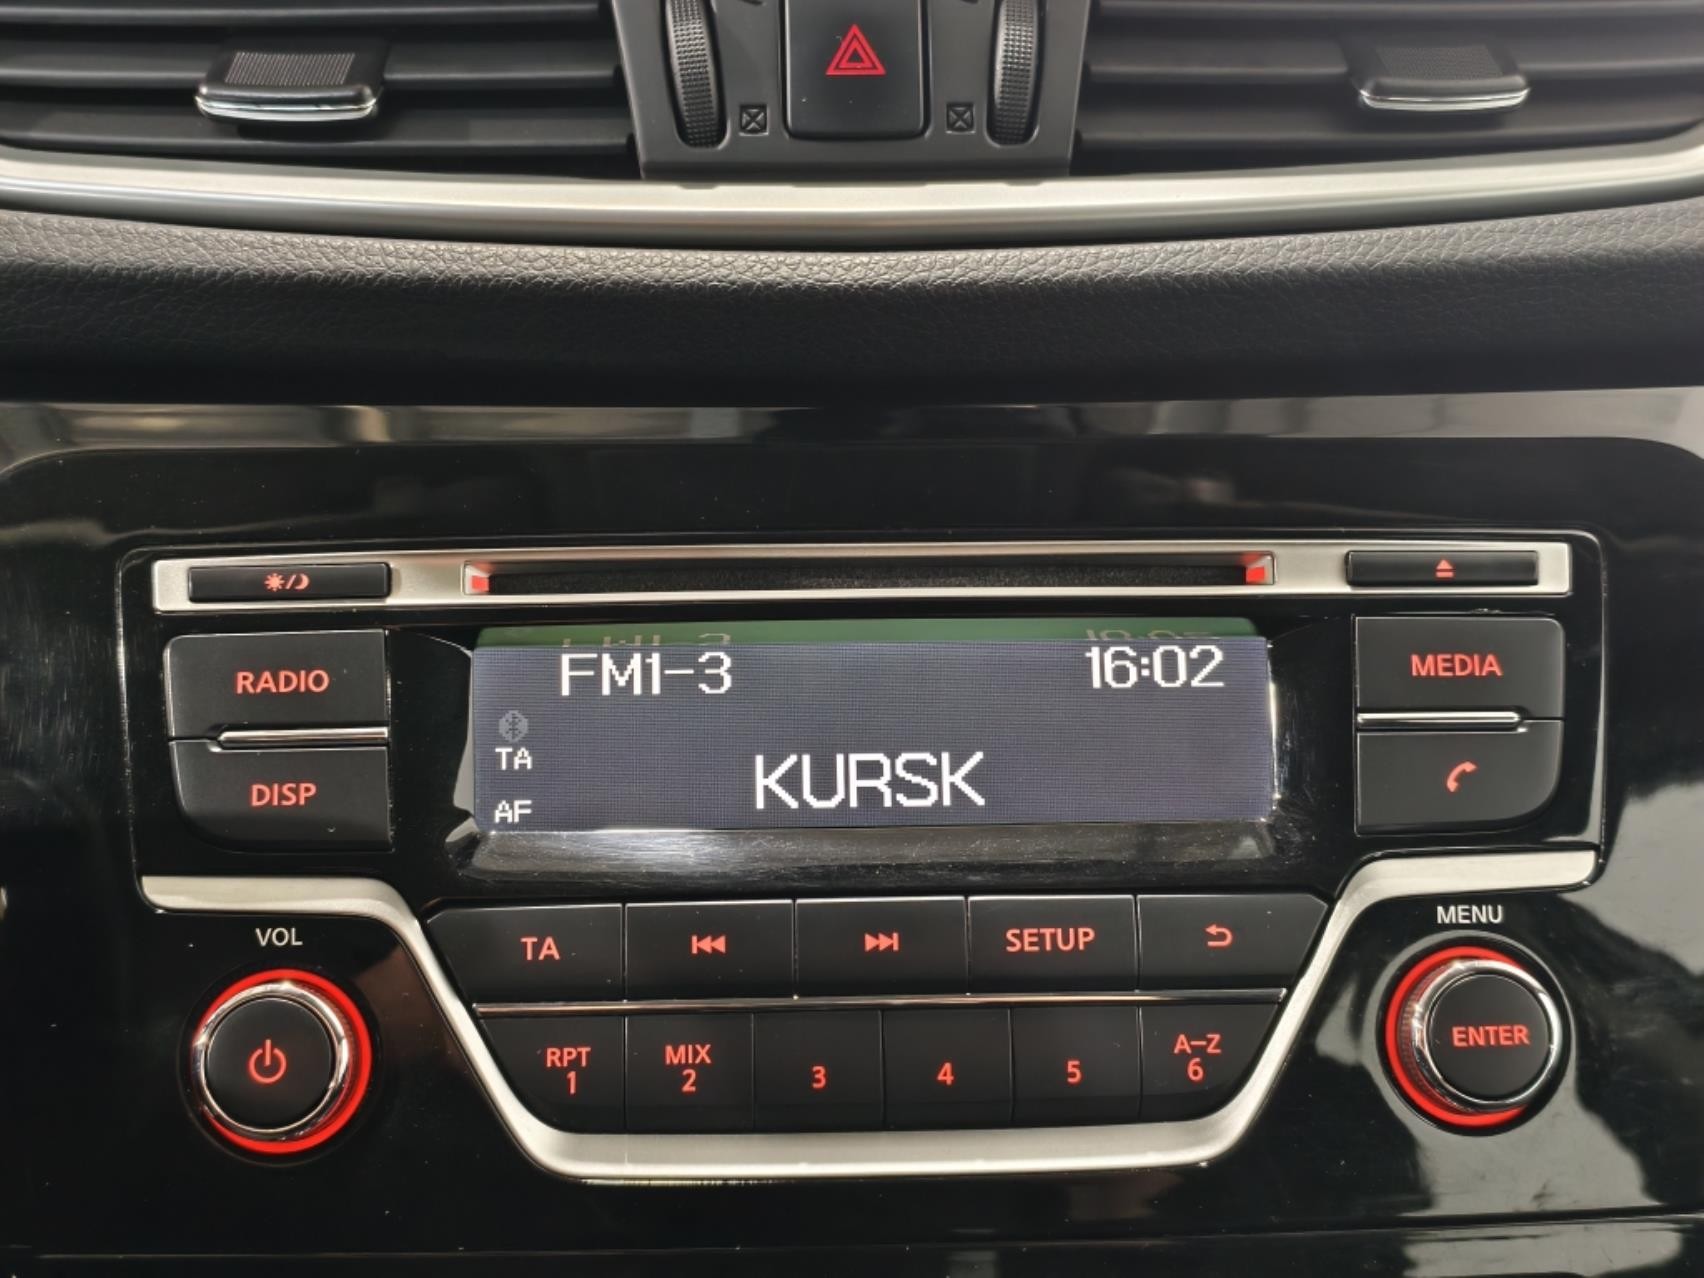 RADIO
DISP
FM1-3
16:02
TA
AF
KURSK
MEDIA
VOL
TA
SETUP
MENU
RPT
1
MIX
2
3
4
5
A-Z
6
ENTER